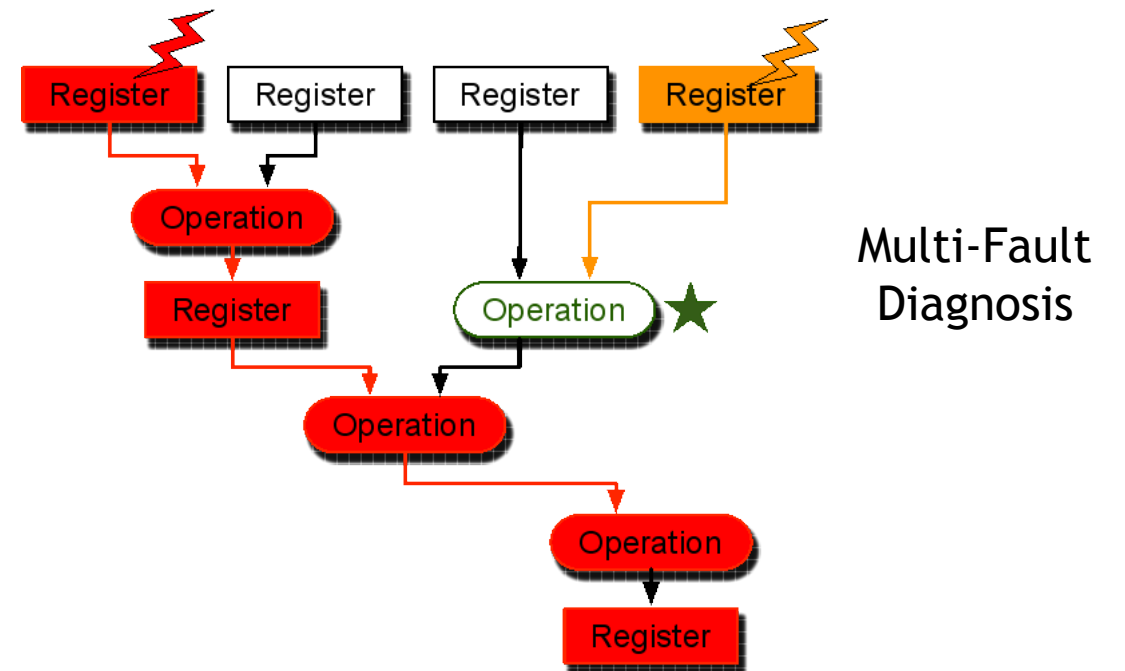 Register
Register
Register
Register
Operation
Register
Operation
Multi-Fault
Diagnosis
Operation
Operation
Register